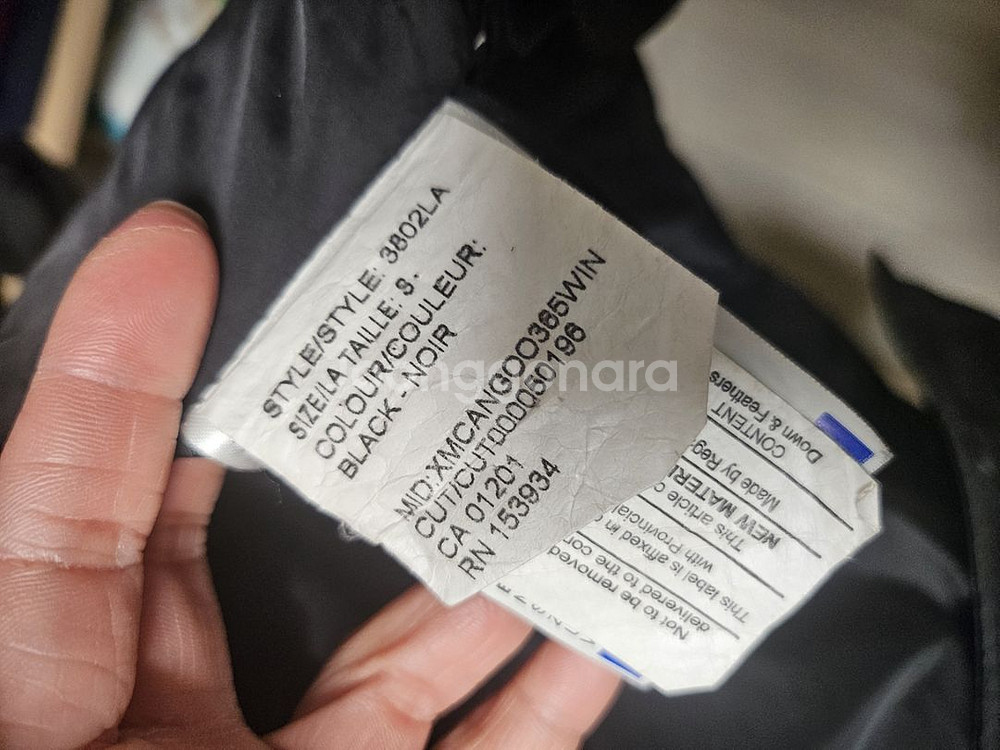 STYLE/STYLE: 3802LA
SIZE/LA TAILLE: S.
COLOUR/COULEUR:
BLACK - NOIR
MID:XMCANGOO365WIN
CUT/CUT000050196
CA 01201
RN 153934
Down & Feathers
CONTENT
Made by Reg
NEW MATERI
This article
with Provincial
This label is affixed in
delivered to the con
Not to be removed